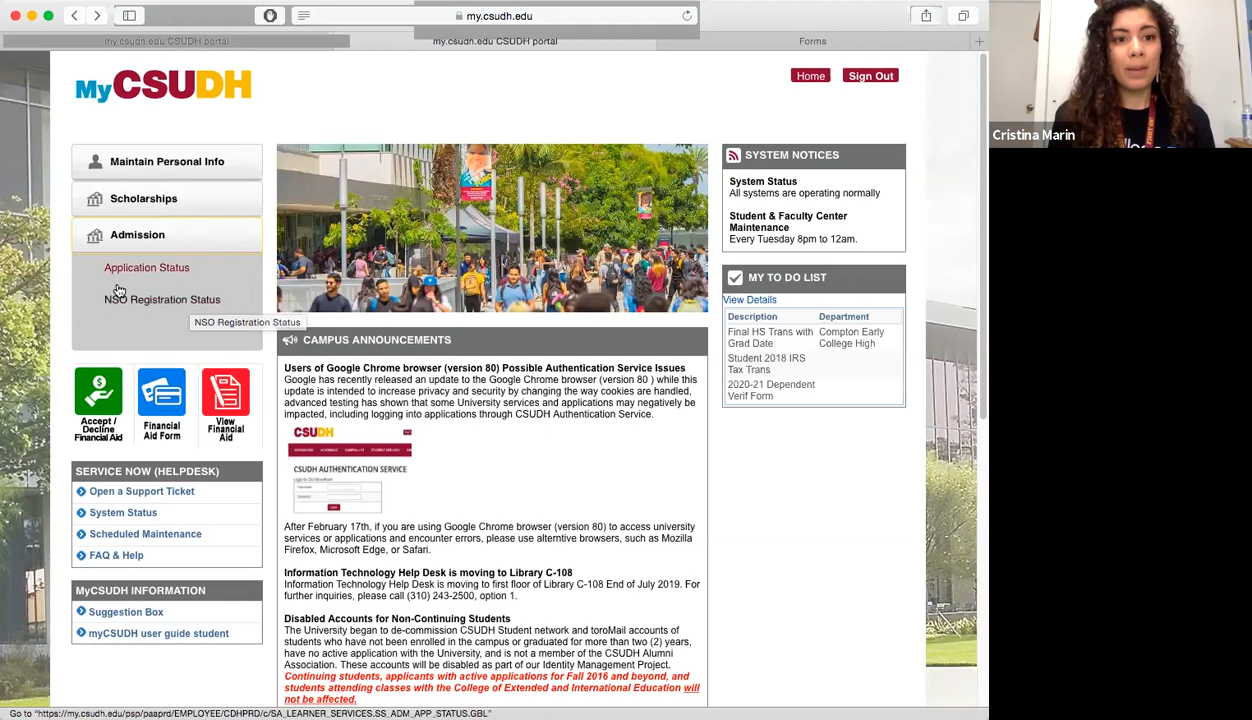 my.csudh.edu
my.csudh.edu CSUDH portal
my.csudh.edu CSUDH portal
Forms
MyCSUDH
Home
Sign Out
Cristina Marin
Maintain Personal Info
Scholarships
Admission
Application Status
NSO Registration Status
NSO Registration Status
Accept /
Decline
Financial Aid
Financial
Aid Form
View
Financial
Aid
SERVICE NOW (HELPDESK)
Open a Support Ticket
System Status
Scheduled Maintenance
FAQ & Help
MyCSUDH INFORMATION
Suggestion Box
myCSUDH user guide student
CAMPUS ANNOUNCEMENTS
Users of Google Chrome browser (version 80) Possible Authentication Service Issues
Google has recently released an update to the Google Chrome browser (version 80 ) while this
update is intended to increase privacy and security by changing the way cookies are handled,
advanced testing has shown that some University services and applications may negatively be
impacted, including logging into applications through CSUDH Authentication Service.
CSUDH
CSUDH AUTHENTICATION SERVICE
After February 17th, if you are using Google Chrome browser (version 80) to access university
services or applications and encounter errors, please use alterntive browsers, such as Mozilla
Firefox, Microsoft Edge, or Safari.
Information Technology Help Desk is moving to Library C-108
Information Technology Help Desk is moving to first floor of Library C-108 End of July 2019. For
further inquiries, please call (310) 243-2500, option 1.
Disabled Accounts for Non-Continuing Students
The University began to de-commission CSUDH Student network and toroMail accounts of
students who have not been enrolled in the campus or graduated for more than two (2) years,
have no active application with the University, and is not a member of the CSUDH Alumni
Association. These accounts will be disabled as part of our Identity Management Project.
Continuing students, applicants with active applications for Fall 2016 and beyond, and
students attending classes with the College of Extended and International Education will
not be affected.
SYSTEM NOTICES
System Status
All systems are operating normally
Student & Faculty Center
Maintenance
Every Tuesday 8pm to 12am.
MY TO DO LIST
View Details
Description Department
Final HS Trans with Compton Early
Grad Date College High
Student 2018 IRS
Tax Trans
2020-21 Dependent
Verif Form
Go to "https://my.csudh.edu/psp/paaprd/EMPLOYEE/CDHPRD/c/SA_LEARNER_SERVICES.SS_ADM_APP_STATUS.GBL"